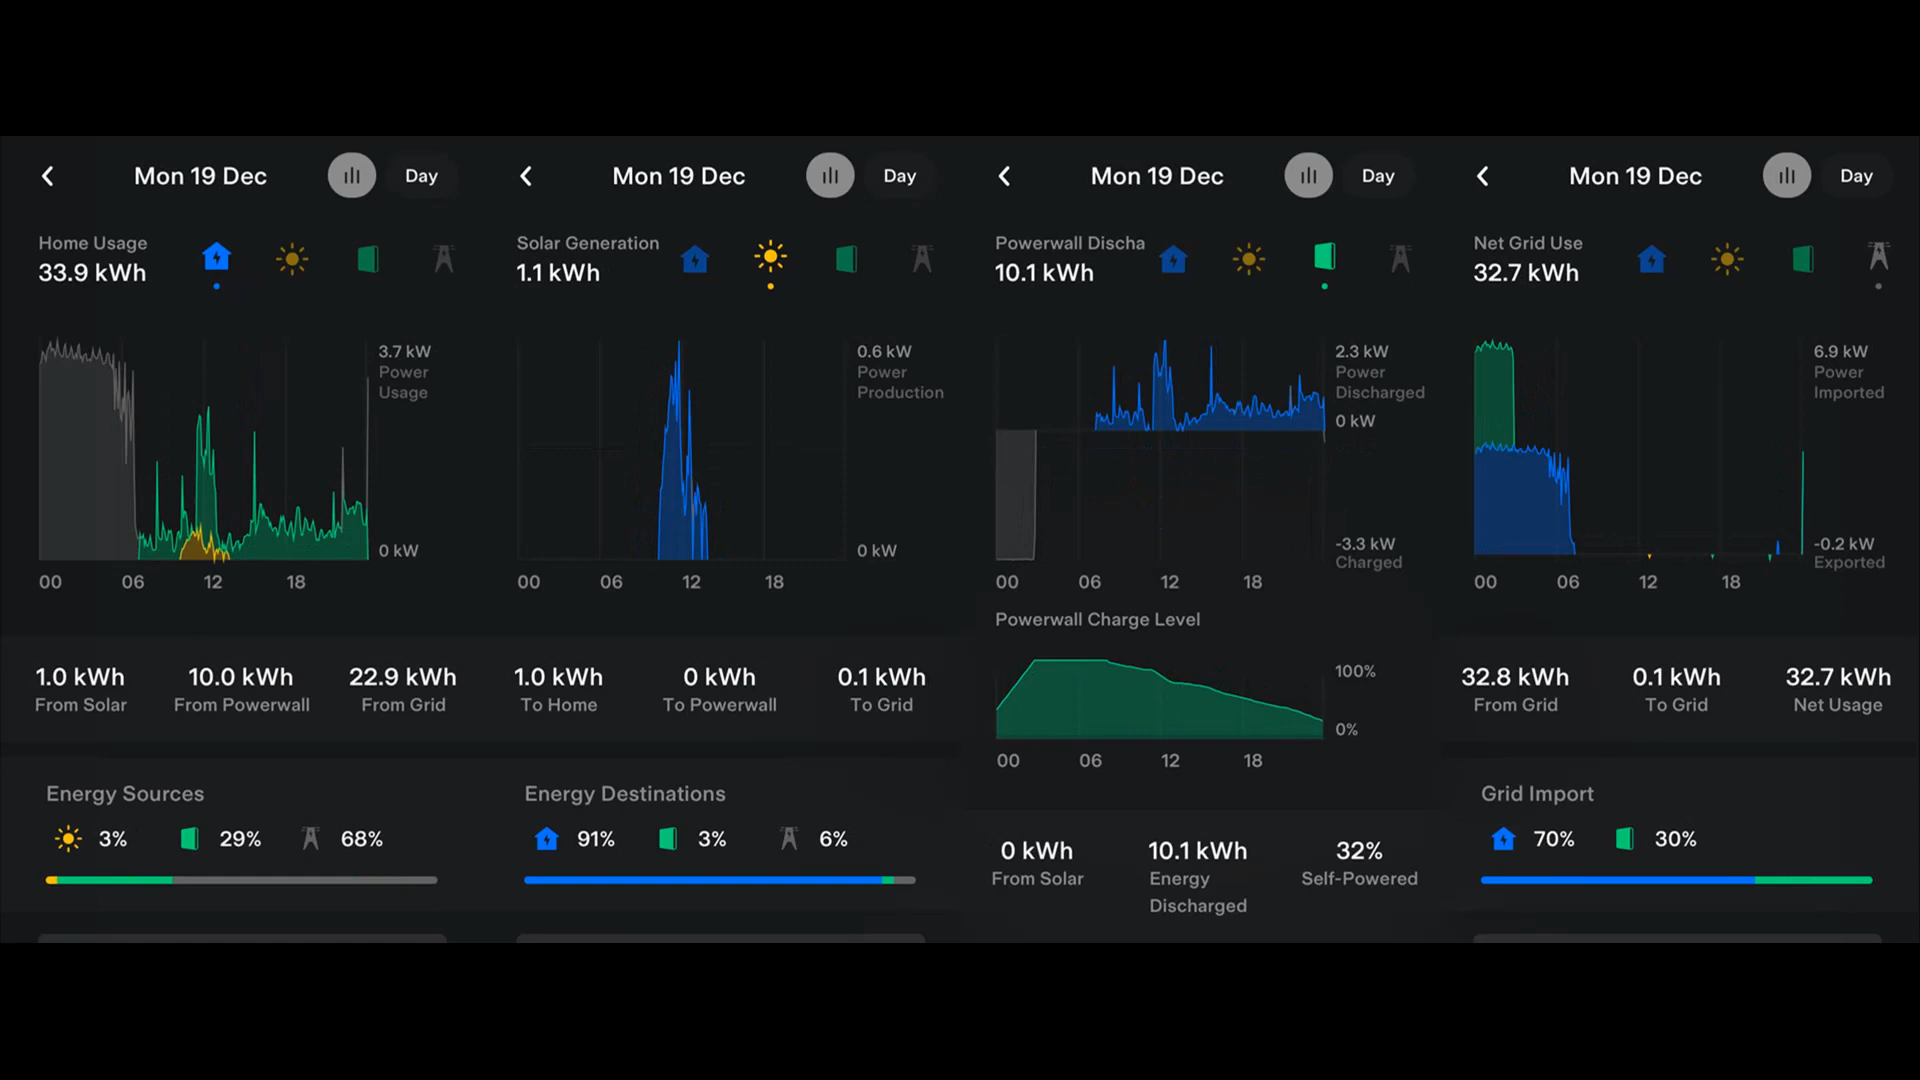 Mon 19 Dec
Day
Home Usage
33.9 kWh
3.7 kW
Power
Usage
0 kW
00 06 12 18
1.0 kWh 10.0 kWh 22.9 kWh
From Solar From Powerwall From Grid
Energy Sources
3% 29% 68%
Mon 19 Dec
Day
Solar Generation
1.1 kWh
0.6 kW
Power
Production
0 kW
00 06 12 18
1.0 kWh 0 kWh 0.1 kWh
To Home To Powerwall To Grid
Energy Destinations
91% 3% 6%
Mon 19 Dec
Day
Powerwall Discha
10.1 kWh
2.3 kW
Power
Discharged
0 kW
-3.3 kW
Charged
00 06 12 18
Powerwall Charge Level
100%
0%
00 06 12 18
0 kWh 10.1 kWh 32%
From Solar Energy Self-Powered
Discharged
Mon 19 Dec
Day
Net Grid Use
32.7 kWh
6.9 kW
Power
Imported
-0.2 kW
Exported
00 06 12 18
32.8 kWh 0.1 kWh 32.7 kWh
From Grid To Grid Net Usage
Grid Import
70% 30%